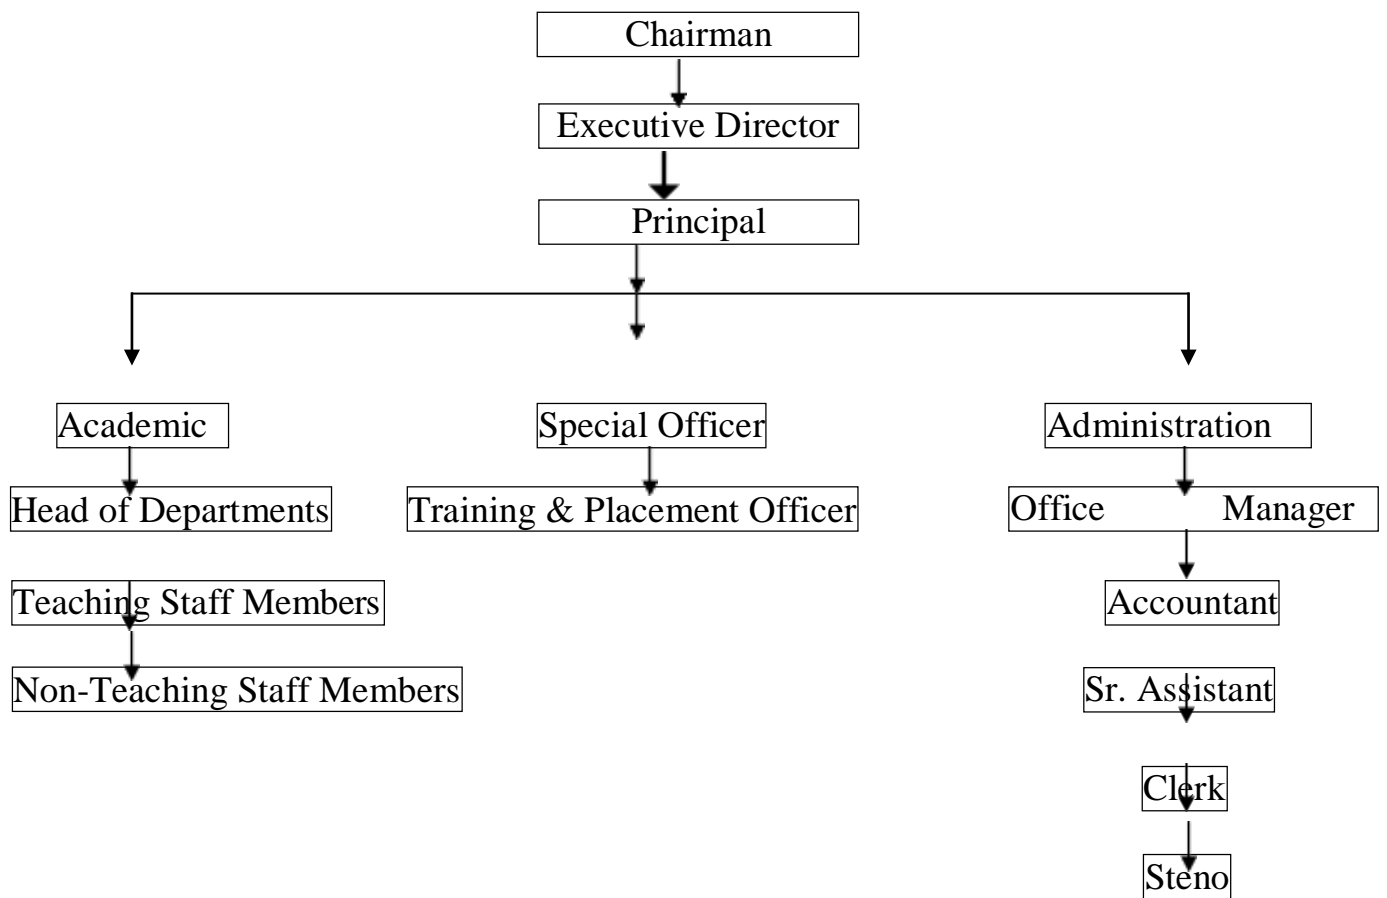 Chairman
Executive Director
Principal
Academic
Special Officer
Administration
Head of Departments
Training & Placement Officer
Office Manager
Teaching Staff Members
Accountant
Non-Teaching Staff Members
Sr. Assistant
Clerk
Steno